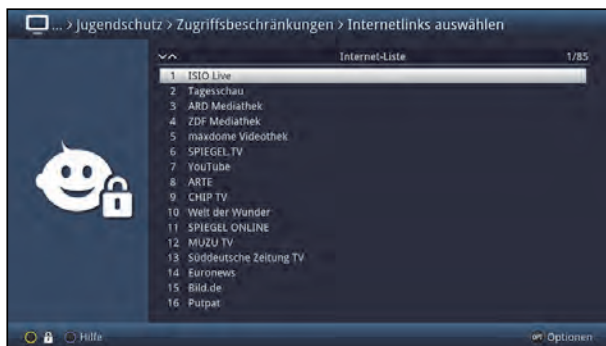 ... > Jugendschutz > Zugriffsbeschränkungen > Internetlinks auswählen
Internet-Liste 1/85
1 ISIO Live
2 Tagesschau
3 ARD Mediathek
4 ZDF Mediathek
5 maxdome Videothek
6 SPIEGEL.TV
7 YouTube
8 ARTE
9 CHIP TV
10 Welt der Wunder
11 SPIEGEL ONLINE
12 MUZU TV
13 Süddeutsche Zeitung TV
14 Euronews
15 Bild.de
16 Putpat
Hilfe OPT Optionen